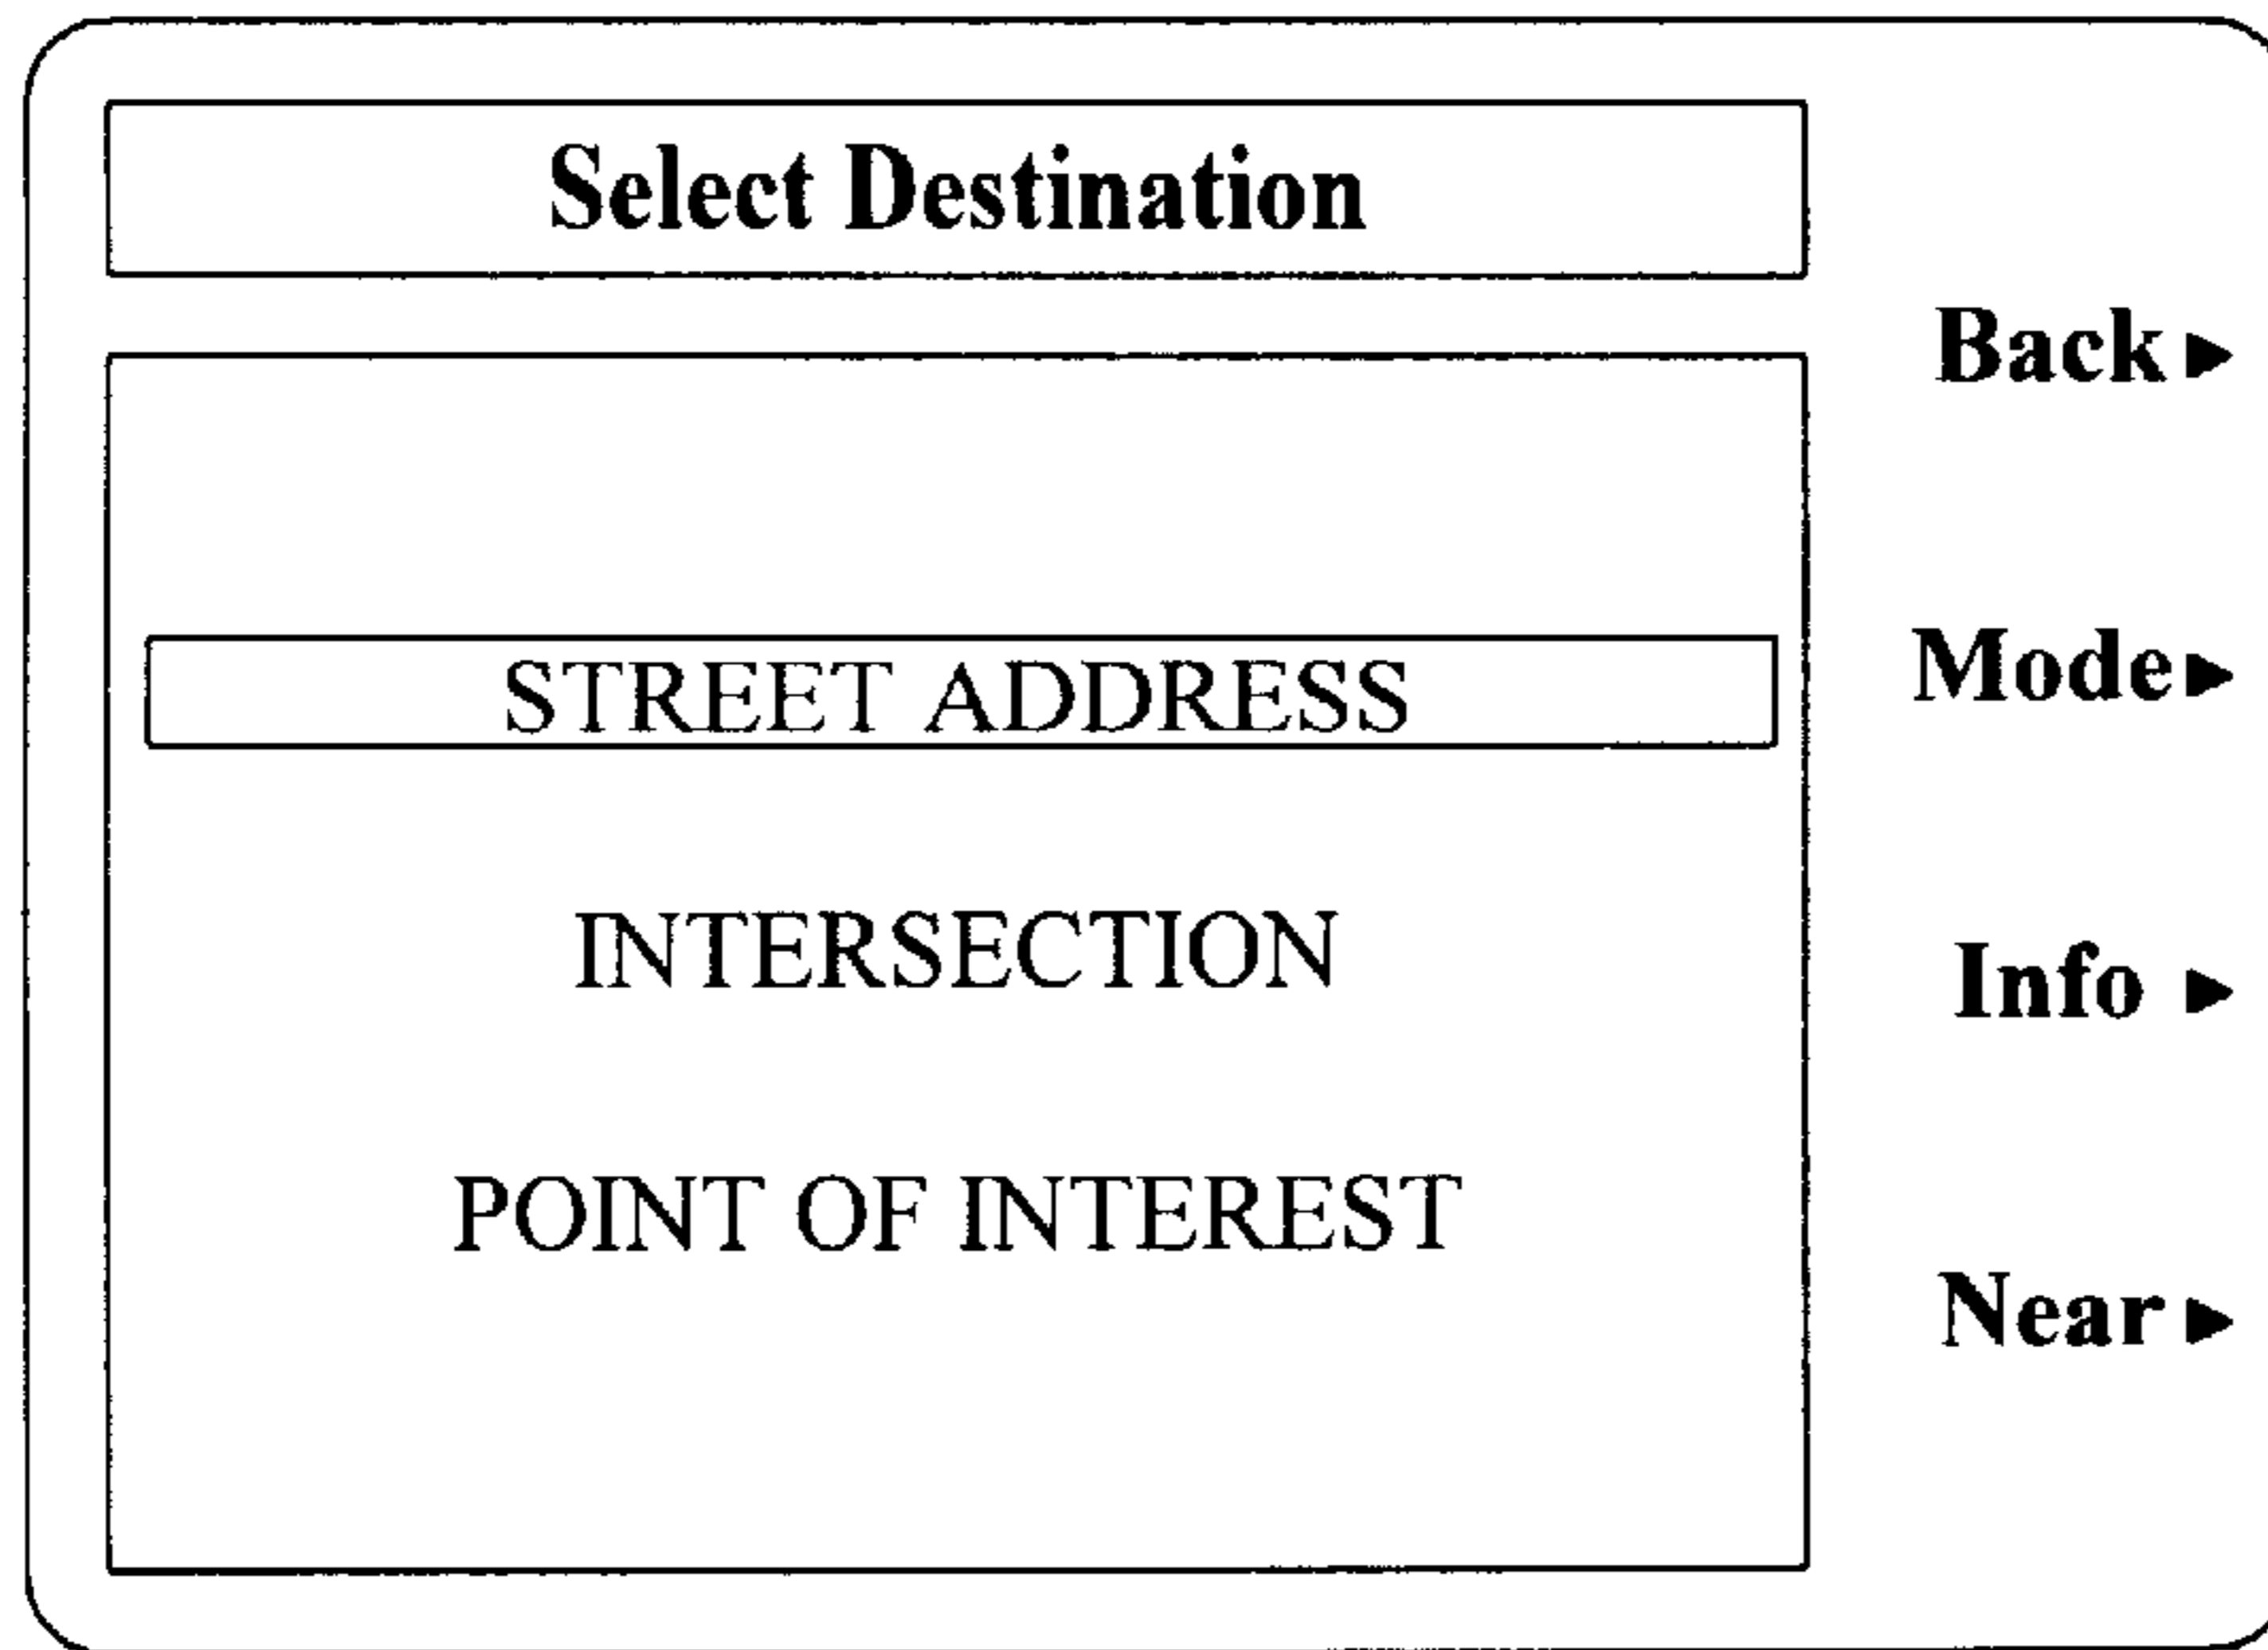 Select Destination
Back
STREET ADDRESS
Mode
INTERSECTION
Info
POINT OF INTEREST
Near